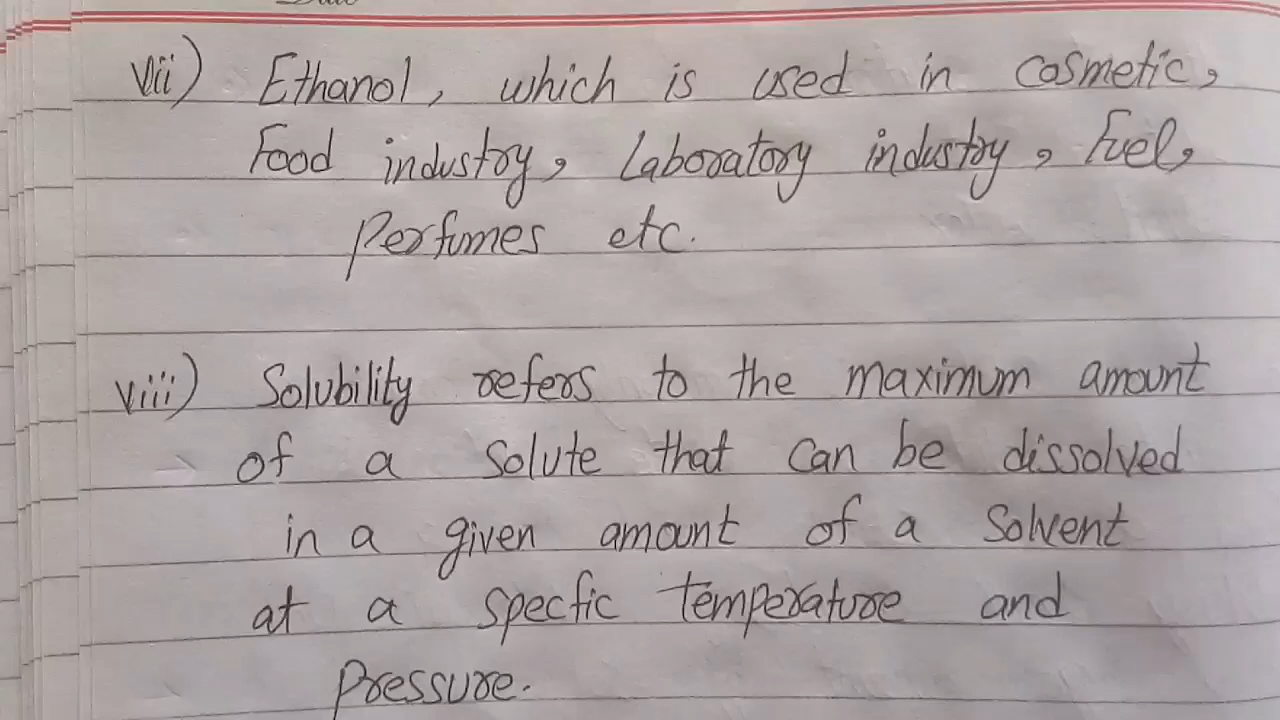 vii) Ethanol, which is used in cosmetic,
Food industry, Laboratory industry, Fuel,
Perfumes etc.
viii) Solubility refers to the maximum amount
of a solute that can be dissolved
in a given amount of a solvent
at a specfic temperature and
pressure.